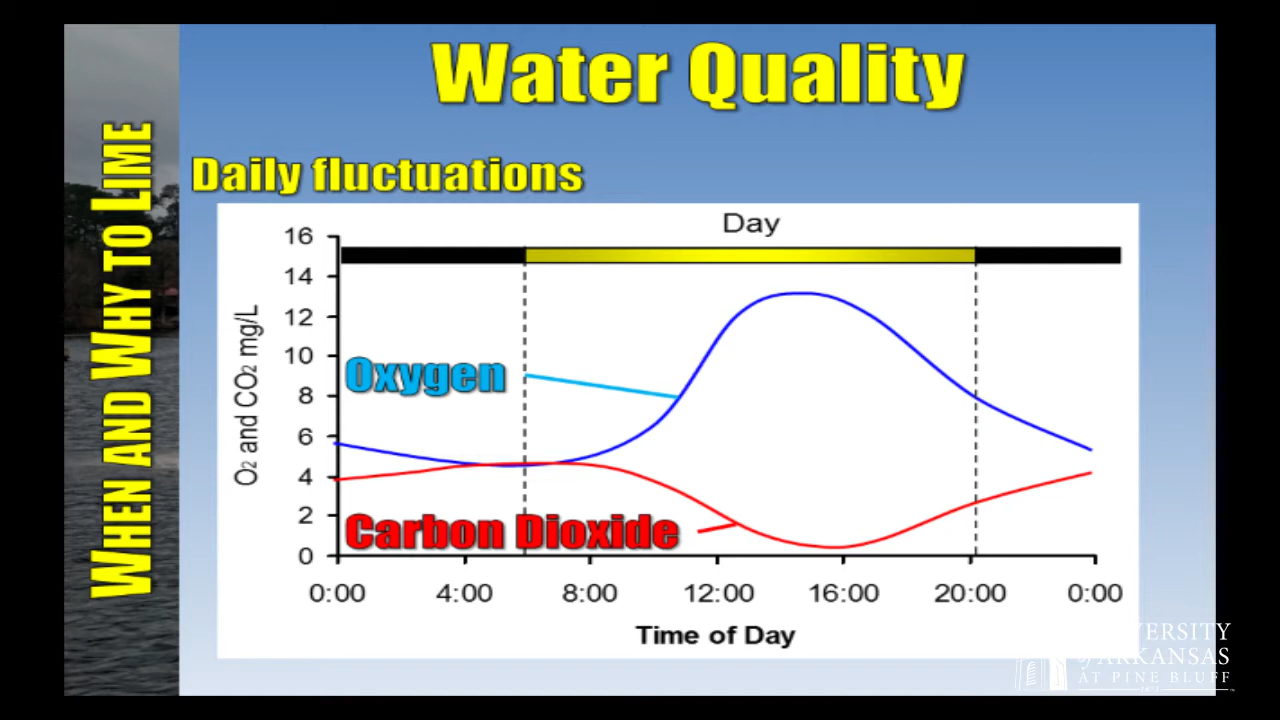 Water Quality
WHEN AND WHY TO LIME
Daily fluctuations
Day
16
14
12
10
8
6
4
2
0
O2 and CO2 mg/L
Oxygen
Carbon Dioxide
0:00 4:00 8:00 12:00 16:00 20:00 0:00
Time of Day
VERSITY
of ARKANSAS
AT PINE BLUFF